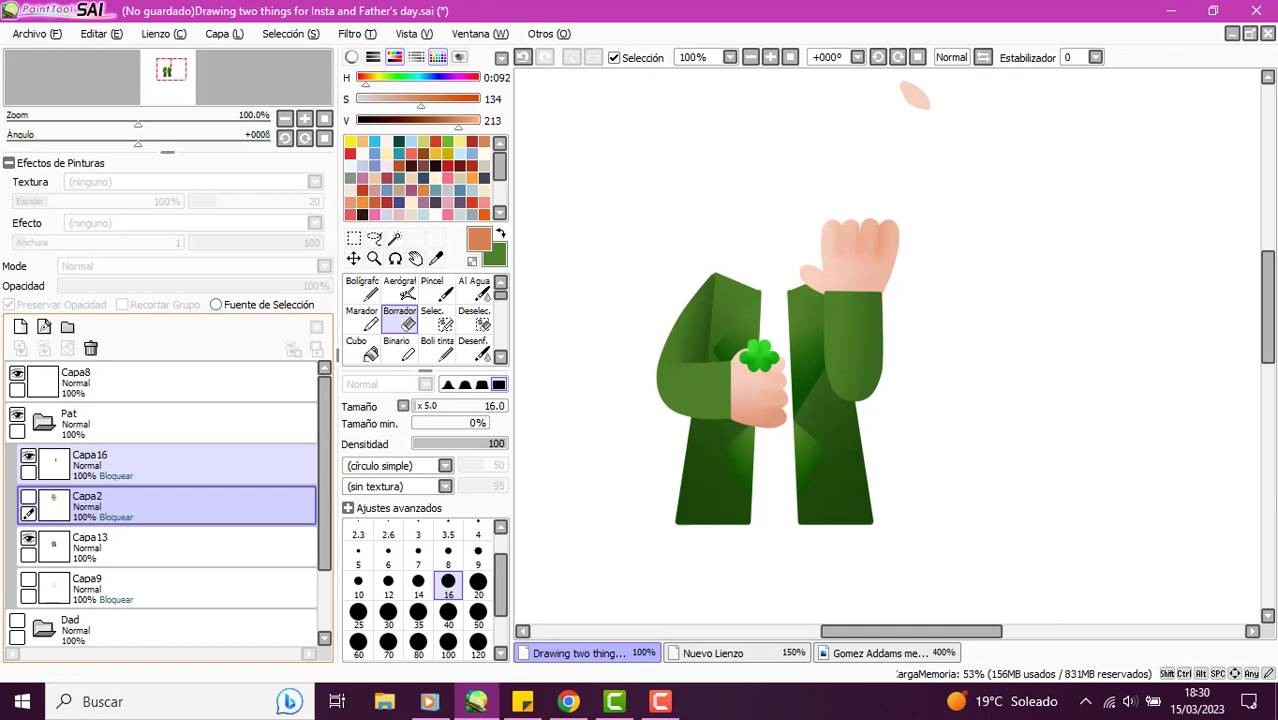 PaintTool SAI (No guardado)Drawing two things for Insta and Father's day.sai (*)
Archivo (F) Editar (E) Lienzo (C) Capa (L) Selección (S) Filtro (T) Vista (V) Ventana (W) Otros (O)
Selección 100% +000º Normal Estabilizador 0
Zoom 100.0%
Ángulo +000ß
Efectos de Pinturas
Textura (ninguno)
Escalar 100% 20
Efecto (ninguno)
Anchura 1 100
Mode Normal
Opacidad 100%
Preservar Opacidad Recortar Grupo Fuente de Selección
Capa8
Normal
100%
Pat
100%
Capa16
Normal
100% Bloquear
Capa2
Normal
100% Bloquear
Capa13
Normal
100%
Capa9
Normal
100% Bloquear
Dad
Normal
100%
H 0:092
S 134
V 213
Bolígrafo Aerógrafo Pincel Al Agua
Marador Borrador Selec. Deselec.
Cubo Binario Boli tinta Desenf.
Normal
Tamaño x 5.0 16.0
Tamaño min. 0%
Densitidad 100
(círculo simple) 50
(sin textura) 95
Ajustes avanzados
2.3 2.6 3 3.5 4
5 6 7 8 9
10 12 14 16 20
25 30 35 40 50
60 70 80 100 120
Drawing two thing... 100% Nuevo Lienzo 150% Gomez Addams me... 400%
CargaMemoria: 53% (156MB usados / 831MB reservados) Shift Ctrl Alt SPC Any
Buscar 19°C Soleado 18:30
15/03/2023